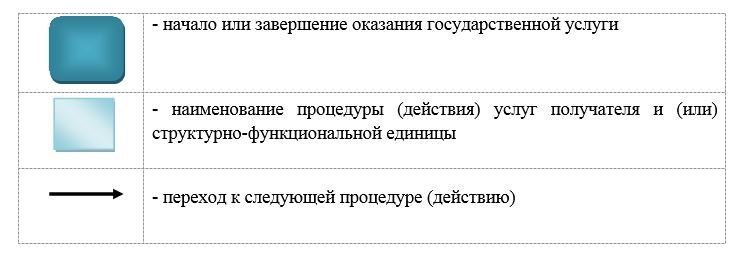 - начало или завершение оказания государственной услуги
- наименование процедуры (действия) услуг получателя и (или)
структурно-функциональной единицы
- переход к следующей процедуре (действию)